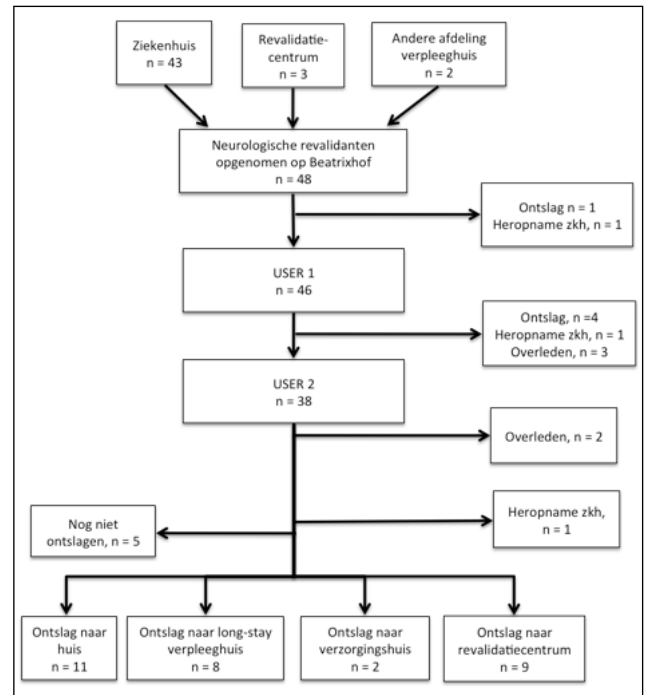 Ziekenhuis
n = 43
Revalidatie-
centrum
n = 3
Andere afdeling
verpleeghuis
n = 2
Neurologische revalidanten
opgenomen op Beatrixhof
n = 48
Ontslag n = 1
Heropname zkh, n = 1
USER 1
n = 46
Ontslag, n =4
Heropname zkh, n = 1
Overleden, n = 3
USER 2
n = 38
Overleden, n = 2
Heropname zkh,
n = 1
Nog niet
ontslagen, n = 5
Ontslag naar
huis
n = 11
Ontslag naar long-stay
verpleeghuis
n = 8
Ontslag naar
verzorgingshuis
n = 2
Ontslag naar
revalidatiecentrum
n = 9